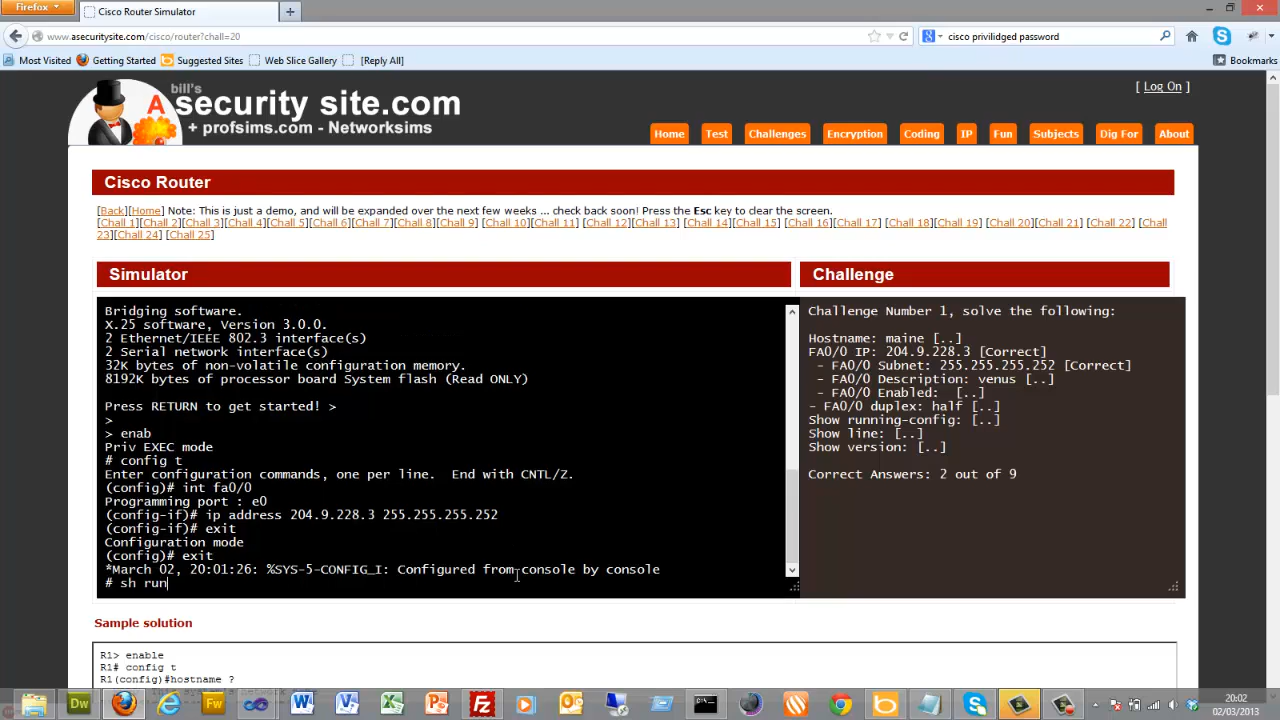 Firefox
Cisco Router Simulator
www.asecuritysite.com/cisco/router?chall=20
cisco privilidged password
Most Visited
Getting Started
Suggested Sites
Web Slice Gallery
[Reply All]
Bookmarks
bill's
A security site.com
+ profsims.com - Networksims
[ Log On ]
Home
Test
Challenges
Encryption
Coding
IP
Fun
Subjects
Dig For
About
Cisco Router
[Back][Home] Note: This is just a demo, and will be expanded over the next few weeks ... check back soon! Press the Esc key to clear the screen.
[Chall 1][Chall 2][Chall 3][Chall 4][Chall 5][Chall 6][Chall 7][Chall 8][Chall 9] [Chall 10][Chall 11] [Chall 12][Chall 13] [Chall 14][Chall 15] [Chall 16][Chall 17] [Chall 18][Chall 19] [Chall 20][Chall 21] [Chall 22] [Chall
23][Chall 24] [Chall 25]
Simulator
Bridging software.
X.25 software, Version 3.0.0.
2 Ethernet/IEEE 802.3 interface(s)
2 Serial network interface(s)
32K bytes of non-volatile configuration memory.
8192K bytes of processor board System flash (Read ONLY)
Press RETURN to get started! >
>
> enab
Priv EXEC mode
# config t
Enter configuration commands, one per line.  End with CNTL/Z.
(config)# int fa0/0
Programming port : e0
(config-if)# ip address 204.9.228.3 255.255.255.252
(config-if)# exit
Configuration mode
(config)# exit
*March 02, 20:01:26: %SYS-5-CONFIG_I: Configured from console by console
# sh run
Challenge
Challenge Number 1, solve the following:
Hostname: maine [..]
FA0/0 IP: 204.9.228.3 [Correct]
- FA0/0 Subnet: 255.255.255.252 [Correct]
- FA0/0 Description: venus [..]
- FA0/0 Enabled:  [..]
- FA0/0 duplex: half [..]
Show running-config: [..]
Show line: [..]
Show version: [..]
Correct Answers: 2 out of 9
Sample solution
R1> enable
R1# config t
R1(config)#hostname ?
20:02
02/03/2013